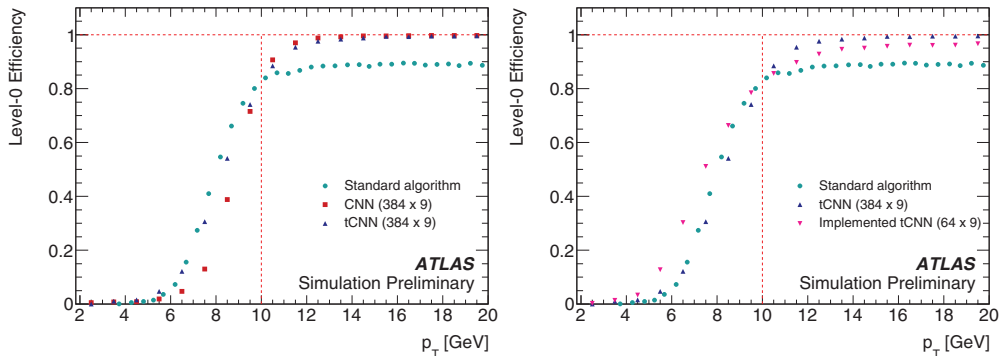 Level-0 Efficiency
1
0.8
0.6
0.4
0.2
0
Standard algorithm
CNN (384 x 9)
tCNN (384 x 9)
ATLAS
Simulation Preliminary
2 4 6 8 10 12 14 16 18 20
p_T [GeV]
Level-0 Efficiency
1
0.8
0.6
0.4
0.2
0
Standard algorithm
tCNN (384 x 9)
Implemented tCNN (64 x 9)
ATLAS
Simulation Preliminary
2 4 6 8 10 12 14 16 18 20
p_T [GeV]